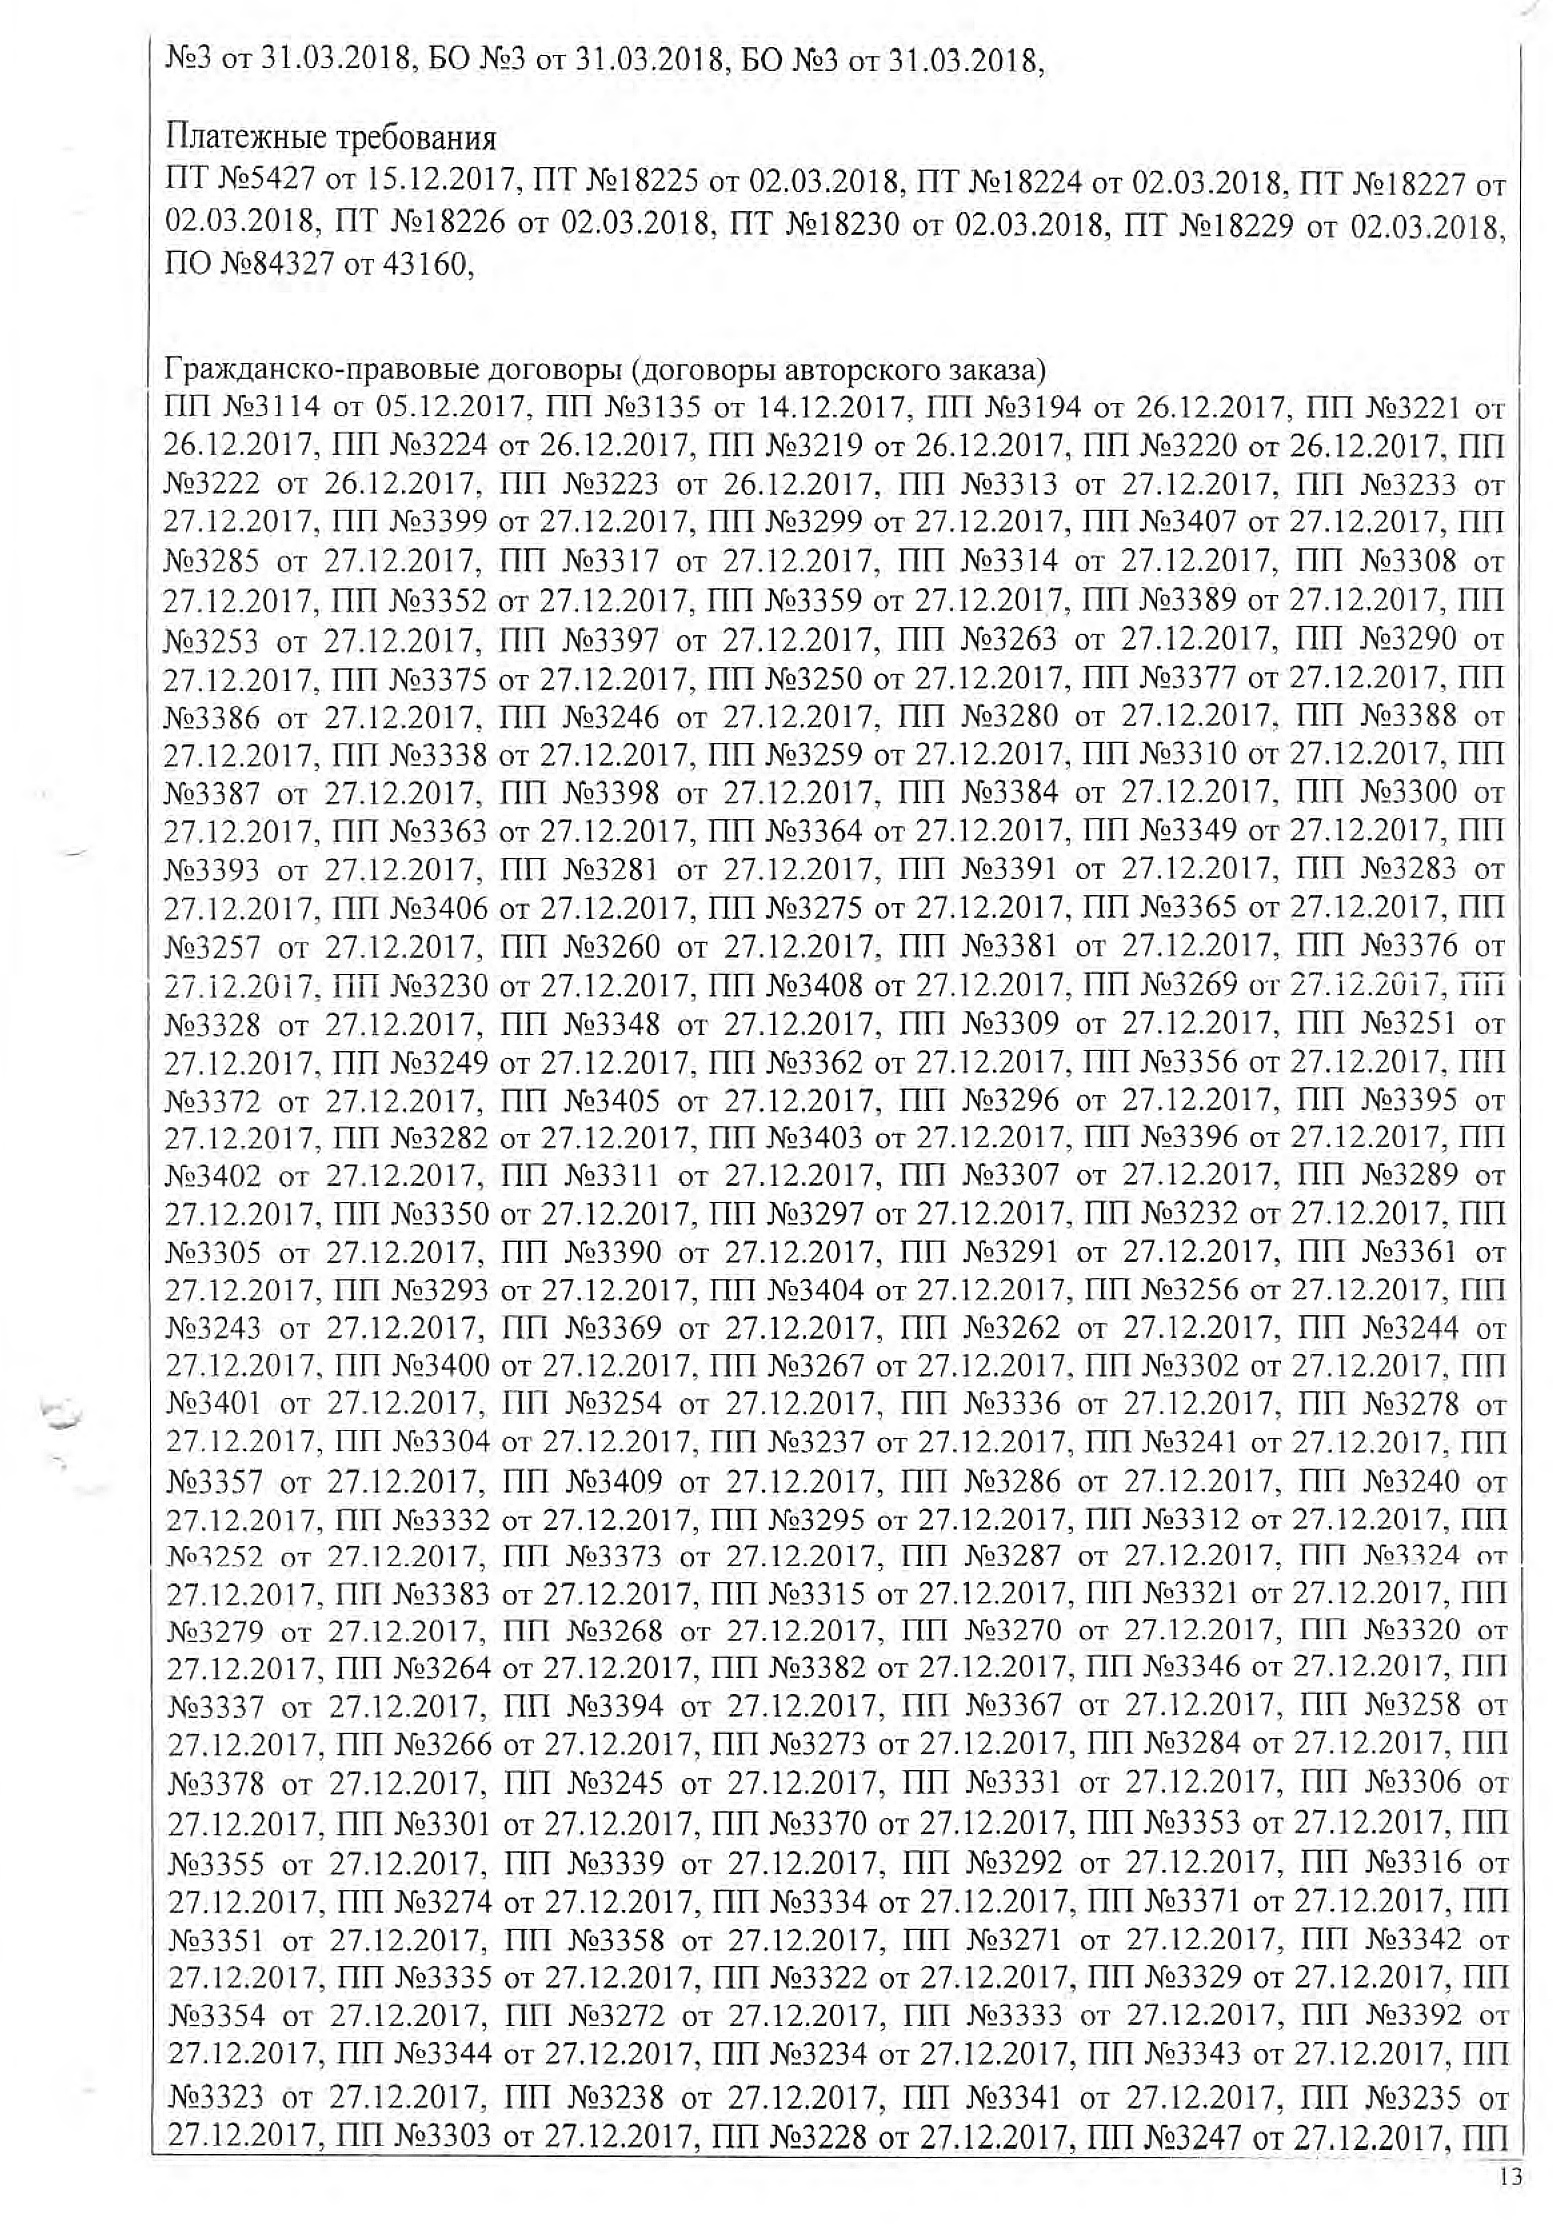 №3 от 31.03.2018, БО №3 от 31.03.2018, БО №3 от 31.03.2018,
Платежные требования
ПТ №5427 от 15.12.2017, ПТ №18225 от 02.03.2018, ПТ №18224 от 02.03.2018, ПТ №18227 от
02.03.2018, ПТ №18226 от 02.03.2018, ПТ №18230 от 02.03.2018, ПТ №18229 от 02.03.2018,
ПО №84327 от 43160,
Гражданско-правовые договоры (договоры авторского заказа)
ПП №3114 от 05.12.2017, ПП №3135 от 14.12.2017, ПП №3194 от 26.12.2017, ПП №3221 от
26.12.2017, ПП №3224 от 26.12.2017, ПП №3219 от 26.12.2017, ПП №3220 от 26.12.2017, ПП
№3222 от 26.12.2017, ПП №3223 от 26.12.2017, ПП №3313 от 27.12.2017, ПП №3233 от
27.12.2017, ПП №3399 от 27.12.2017, ПП №3299 от 27.12.2017, ПП №3407 от 27.12.2017, ПП
№3285 от 27.12.2017, ПП №3317 от 27.12.2017, ПП №3314 от 27.12.2017, ПП №3308 от
27.12.2017, ПП №3352 от 27.12.2017, ПП №3359 от 27.12.2017, ПП №3389 от 27.12.2017, ПП
№3253 от 27.12.2017, ПП №3397 от 27.12.2017, ПП №3263 от 27.12.2017, ПП №3290 от
27.12.2017, ПП №3375 от 27.12.2017, ПП №3250 от 27.12.2017, ПП №3377 от 27.12.2017, ПП
№3386 от 27.12.2017, ПП №3246 от 27.12.2017, ПП №3280 от 27.12.2017, ПП №3388 от
27.12.2017, ПП №3338 от 27.12.2017, ПП №3259 от 27.12.2017, ПП №3310 от 27.12.2017, ПП
№3387 от 27.12.2017, ПП №3398 от 27.12.2017, ПП №3384 от 27.12.2017, ПП №3300 от
27.12.2017, ПП №3363 от 27.12.2017, ПП №3364 от 27.12.2017, ПП №3349 от 27.12.2017, ПП
№3393 от 27.12.2017, ПП №3281 от 27.12.2017, ПП №3391 от 27.12.2017, ПП №3283 от
27.12.2017, ПП №3406 от 27.12.2017, ПП №3275 от 27.12.2017, ПП №3365 от 27.12.2017, ПП
№3257 от 27.12.2017, ПП №3260 от 27.12.2017, ПП №3381 от 27.12.2017, ПП №3376 от
27.12.2017, ПП №3230 от 27.12.2017, ПП №3408 от 27.12.2017, ПП №3269 от 27.12.2017, ПП
№3328 от 27.12.2017, ПП №3348 от 27.12.2017, ПП №3309 от 27.12.2017, ПП №3251 от
27.12.2017, ПП №3249 от 27.12.2017, ПП №3362 от 27.12.2017, ПП №3356 от 27.12.2017, ПП
№3372 от 27.12.2017, ПП №3405 от 27.12.2017, ПП №3296 от 27.12.2017, ПП №3395 от
27.12.2017, ПП №3282 от 27.12.2017, ПП №3403 от 27.12.2017, ПП №3396 от 27.12.2017, ПП
№3402 от 27.12.2017, ПП №3311 от 27.12.2017, ПП №3307 от 27.12.2017, ПП №3289 от
27.12.2017, ПП №3350 от 27.12.2017, ПП №3297 от 27.12.2017, ПП №3232 от 27.12.2017, ПП
№3305 от 27.12.2017, ПП №3390 от 27.12.2017, ПП №3291 от 27.12.2017, ПП №3361 от
27.12.2017, ПП №3293 от 27.12.2017, ПП №3404 от 27.12.2017, ПП №3256 от 27.12.2017, ПП
№3243 от 27.12.2017, ПП №3369 от 27.12.2017, ПП №3262 от 27.12.2017, ПП №3244 от
27.12.2017, ПП №3400 от 27.12.2017, ПП №3267 от 27.12.2017, ПП №3302 от 27.12.2017, ПП
№3401 от 27.12.2017, ПП №3254 от 27.12.2017, ПП №3336 от 27.12.2017, ПП №3278 от
27.12.2017, ПП №3304 от 27.12.2017, ПП №3237 от 27.12.2017, ПП №3241 от 27.12.2017, ПП
№3357 от 27.12.2017, ПП №3409 от 27.12.2017, ПП №3286 от 27.12.2017, ПП №3240 от
27.12.2017, ПП №3332 от 27.12.2017, ПП №3295 от 27.12.2017, ПП №3312 от 27.12.2017, ПП
№3252 от 27.12.2017, ПП №3373 от 27.12.2017, ПП №3287 от 27.12.2017, ПП №3324 от
27.12.2017, ПП №3383 от 27.12.2017, ПП №3315 от 27.12.2017, ПП №3321 от 27.12.2017, ПП
№3279 от 27.12.2017, ПП №3268 от 27.12.2017, ПП №3270 от 27.12.2017, ПП №3320 от
27.12.2017, ПП №3264 от 27.12.2017, ПП №3382 от 27.12.2017, ПП №3346 от 27.12.2017, ПП
№3337 от 27.12.2017, ПП №3394 от 27.12.2017, ПП №3367 от 27.12.2017, ПП №3258 от
27.12.2017, ПП №3266 от 27.12.2017, ПП №3273 от 27.12.2017, ПП №3284 от 27.12.2017, ПП
№3378 от 27.12.2017, ПП №3245 от 27.12.2017, ПП №3331 от 27.12.2017, ПП №3306 от
27.12.2017, ПП №3301 от 27.12.2017, ПП №3370 от 27.12.2017, ПП №3353 от 27.12.2017, ПП
№3355 от 27.12.2017, ПП №3339 от 27.12.2017, ПП №3292 от 27.12.2017, ПП №3316 от
27.12.2017, ПП №3274 от 27.12.2017, ПП №3334 от 27.12.2017, ПП №3371 от 27.12.2017, ПП
№3351 от 27.12.2017, ПП №3358 от 27.12.2017, ПП №3271 от 27.12.2017, ПП №3342 от
27.12.2017, ПП №3335 от 27.12.2017, ПП №3322 от 27.12.2017, ПП №3329 от 27.12.2017, ПП
№3354 от 27.12.2017, ПП №3272 от 27.12.2017, ПП №3333 от 27.12.2017, ПП №3392 от
27.12.2017, ПП №3344 от 27.12.2017, ПП №3234 от 27.12.2017, ПП №3343 от 27.12.2017, ПП
№3323 от 27.12.2017, ПП №3238 от 27.12.2017, ПП №3341 от 27.12.2017, ПП №3235 от
27.12.2017, ПП №3303 от 27.12.2017, ПП №3228 от 27.12.2017, ПП №3247 от 27.12.2017, ПП
13